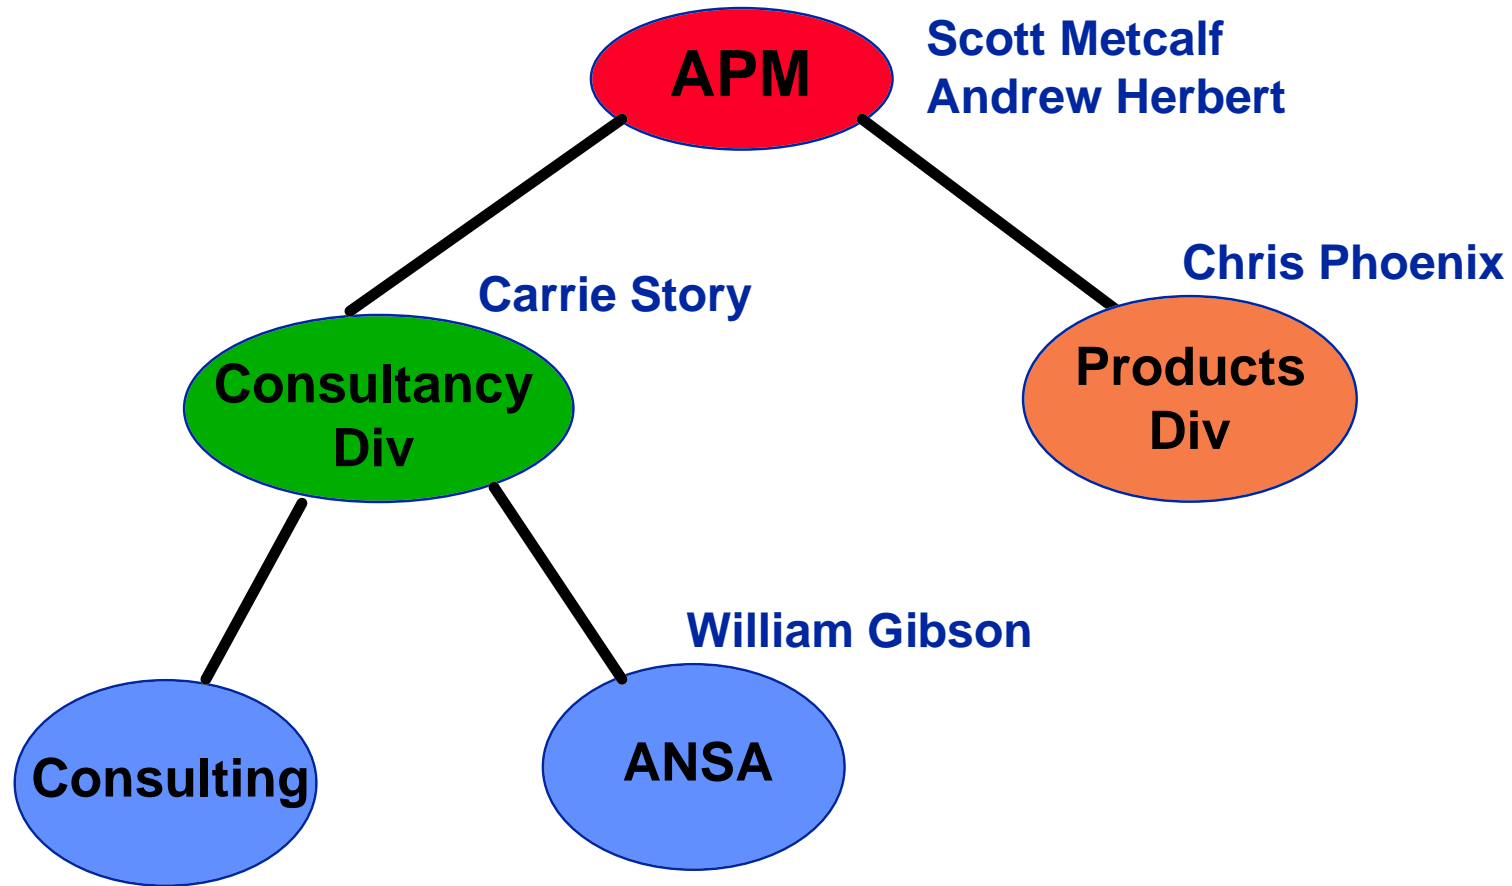 APM
Scott Metcalf
Andrew Herbert
Carrie Story
Chris Phoenix
Consultancy
Div
Products
Div
William Gibson
Consulting
ANSA